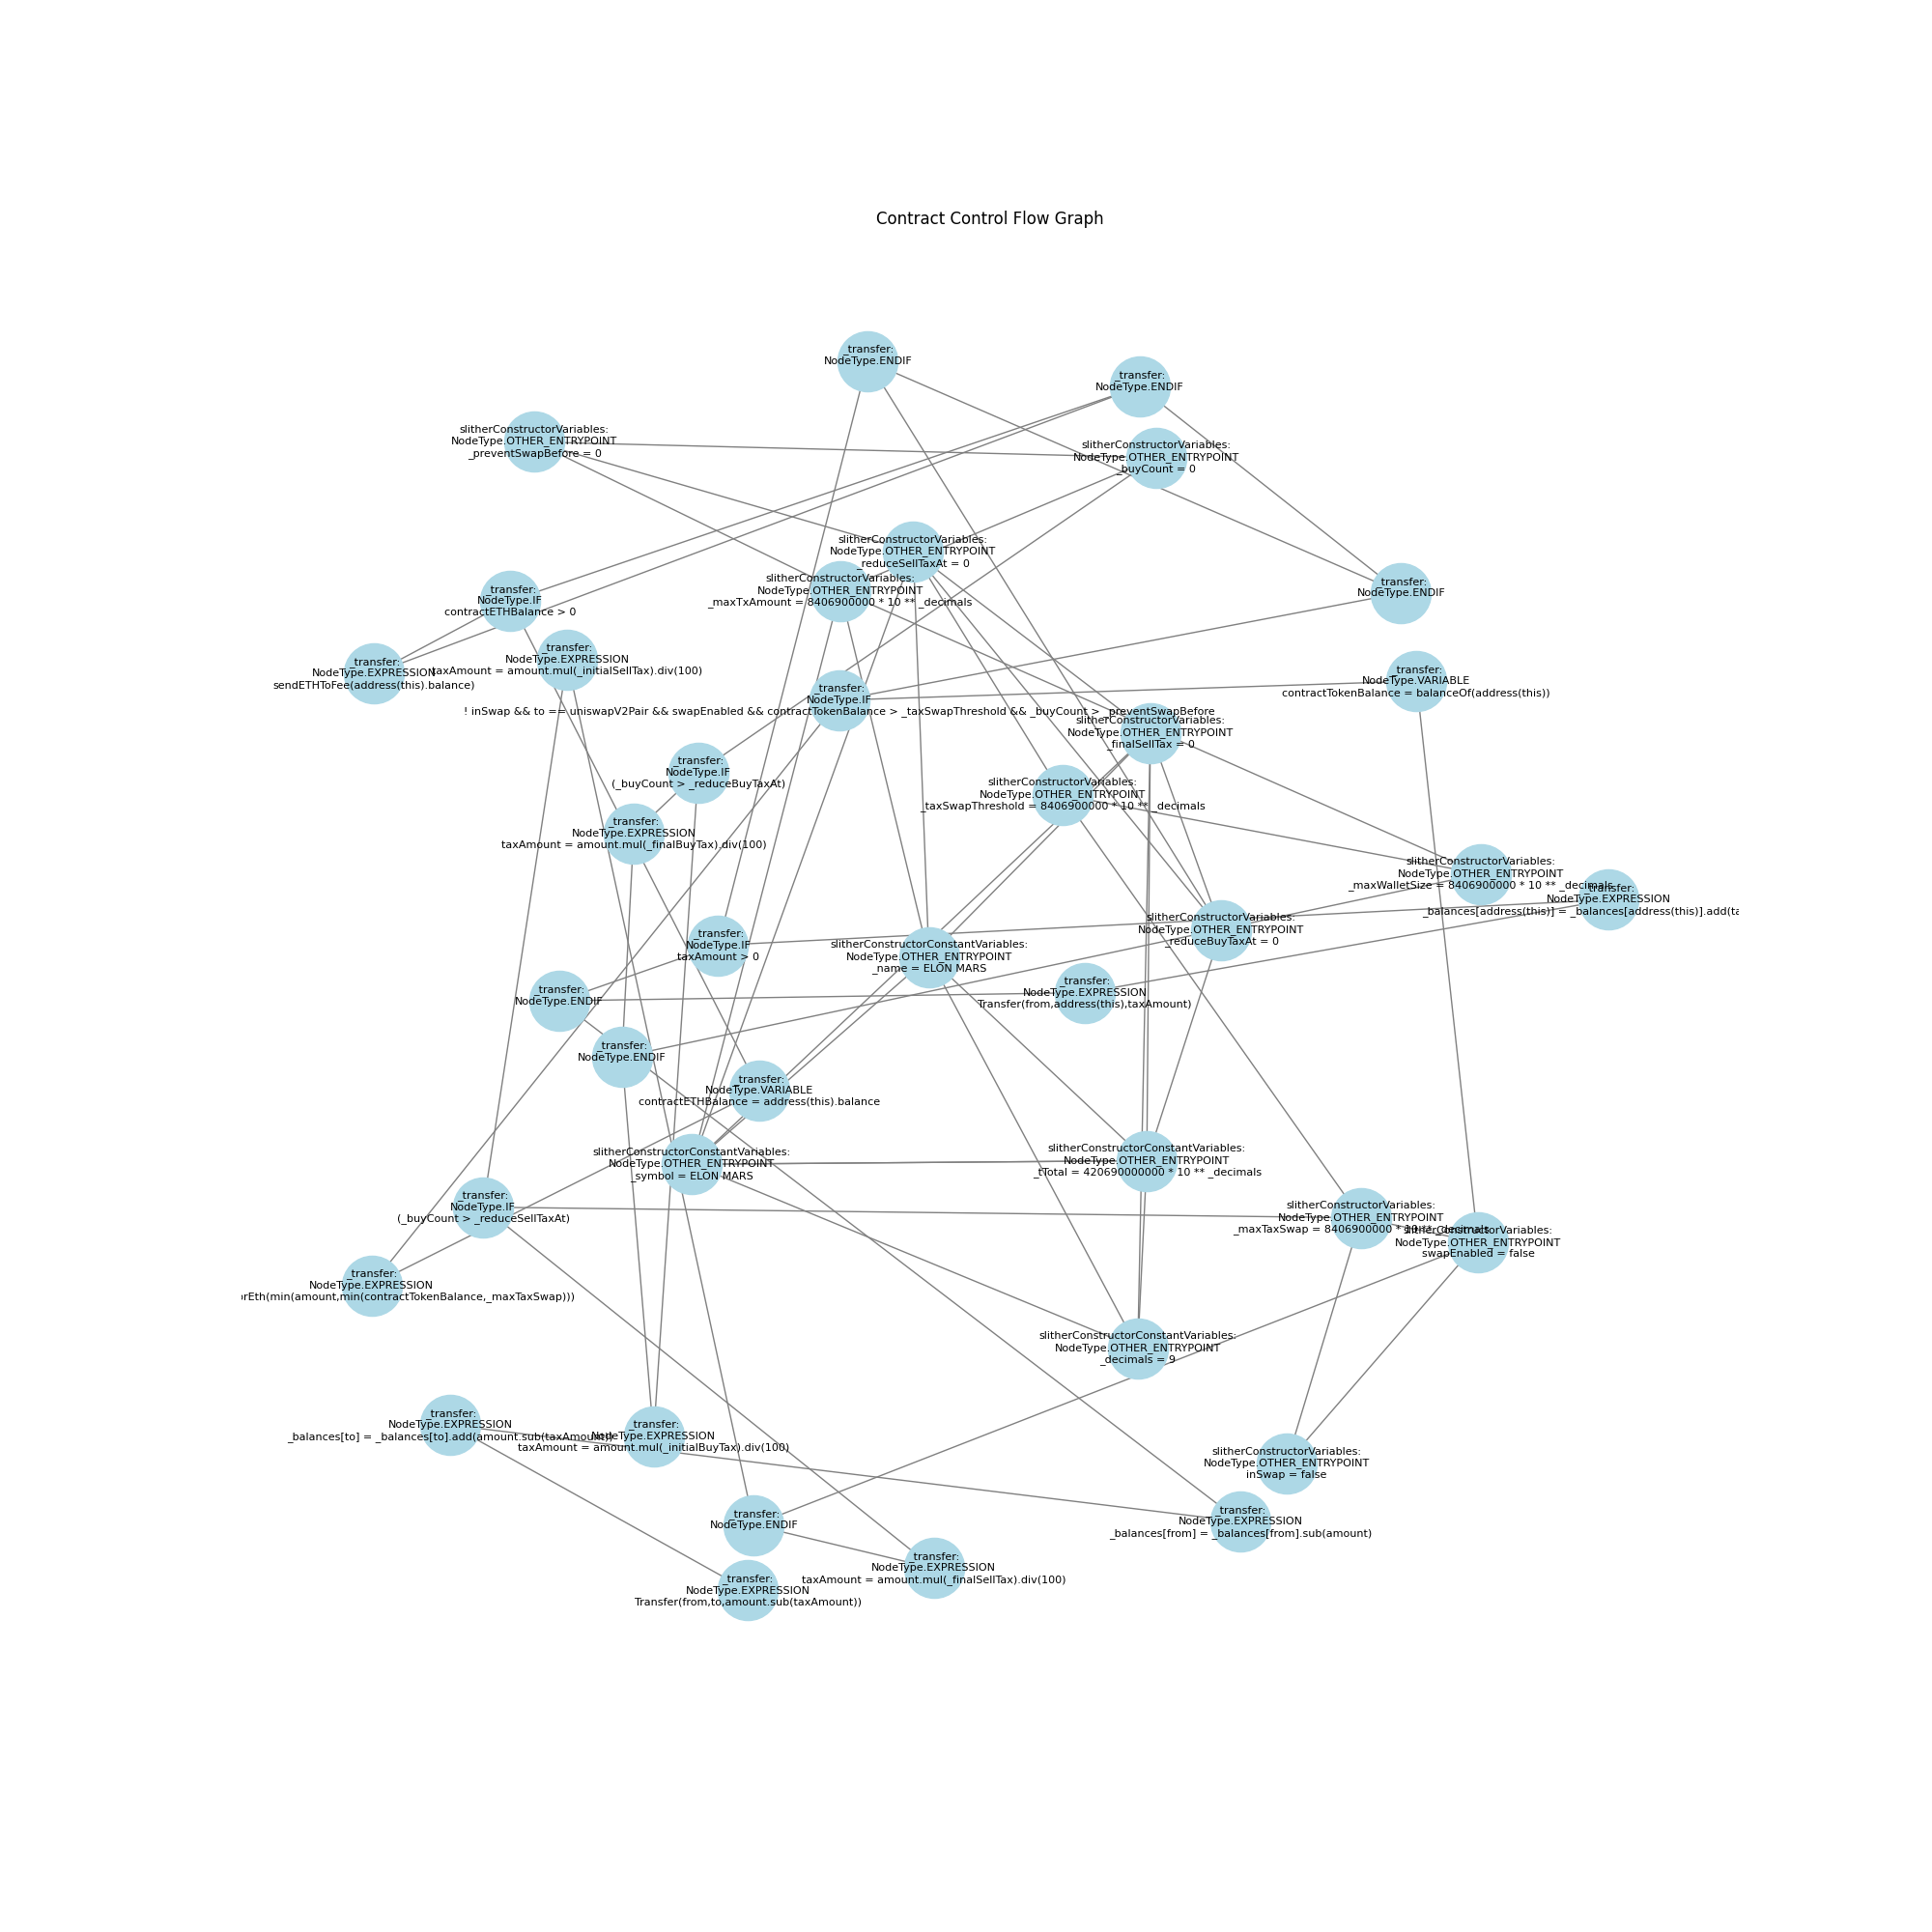 Contract Control Flow Graph
_transfer:
NodeType.ENDIF
_transfer:
NodeType.ENDIF
slitherConstructorVariables:
NodeType.OTHER_ENTRYPOINT
_preventSwapBefore = 0
slitherConstructorVariables:
NodeType.OTHER_ENTRYPOINT
_buyCount = 0
slitherConstructorVariables:
NodeType.OTHER_ENTRYPOINT
_reduceSellTaxAt = 0
slitherConstructorVariables:
NodeType.OTHER_ENTRYPOINT
_maxTxAmount = 8406900000 * 10 ** _decimals
_transfer:
NodeType.ENDIF
_transfer:
NodeType.IF
contractETHBalance > 0
_transfer:
NodeType.EXPRESSION
taxAmount = amount.mul(_initialSellTax).div(100)
_transfer:
NodeType.EXPRESSION
sendETHToFee(address(this).balance)
_transfer:
NodeType.VARIABLE
contractTokenBalance = balanceOf(address(this))
_transfer:
NodeType.IF
! inSwap && to == uniswapV2Pair && swapEnabled && contractTokenBalance > _taxSwapThreshold && _buyCount > _preventSwapBefore
slitherConstructorVariables:
NodeType.OTHER_ENTRYPOINT
_finalSellTax = 0
_transfer:
NodeType.IF
(_buyCount > _reduceBuyTaxAt)
slitherConstructorVariables:
NodeType.OTHER_ENTRYPOINT
_taxSwapThreshold = 8406900000 * 10 ** _decimals
_transfer:
NodeType.EXPRESSION
taxAmount = amount.mul(_finalBuyTax).div(100)
slitherConstructorVariables:
NodeType.OTHER_ENTRYPOINT
_maxWalletSize = 8406900000 * 10 ** _decimals
_transfer:
NodeType.EXPRESSION
_balances[address(this)] = _balances[address(this)].add(ta
slitherConstructorVariables:
NodeType.OTHER_ENTRYPOINT
_reduceBuyTaxAt = 0
_transfer:
NodeType.IF
taxAmount > 0
slitherConstructorConstantVariables:
NodeType.OTHER_ENTRYPOINT
_name = ELON MARS
_transfer:
NodeType.ENDIF
_transfer:
NodeType.EXPRESSION
Transfer(from,address(this),taxAmount)
_transfer:
NodeType.ENDIF
_transfer:
NodeType.VARIABLE
contractETHBalance = address(this).balance
slitherConstructorConstantVariables:
NodeType.OTHER_ENTRYPOINT
_symbol = ELON MARS
slitherConstructorConstantVariables:
NodeType.OTHER_ENTRYPOINT
_tTotal = 420690000000 * 10 ** _decimals
_transfer:
NodeType.IF
(_buyCount > _reduceSellTaxAt)
slitherConstructorVariables:
NodeType.OTHER_ENTRYPOINT
_maxTaxSwap = 8406900000 * 10 ** _decimals
slitherConstructorVariables:
NodeType.OTHER_ENTRYPOINT
swapEnabled = false
_transfer:
NodeType.EXPRESSION
rEth(min(amount,min(contractTokenBalance,_maxTaxSwap)))
slitherConstructorConstantVariables:
NodeType.OTHER_ENTRYPOINT
_decimals = 9
_transfer:
NodeType.EXPRESSION
_balances[to] = _balances[to].add(amount.sub(taxAmount))
_transfer:
NodeType.EXPRESSION
taxAmount = amount.mul(_initialBuyTax).div(100)
slitherConstructorVariables:
NodeType.OTHER_ENTRYPOINT
inSwap = false
_transfer:
NodeType.ENDIF
_transfer:
NodeType.EXPRESSION
_balances[from] = _balances[from].sub(amount)
_transfer:
NodeType.EXPRESSION
taxAmount = amount.mul(_finalSellTax).div(100)
_transfer:
NodeType.EXPRESSION
Transfer(from,to,amount.sub(taxAmount))